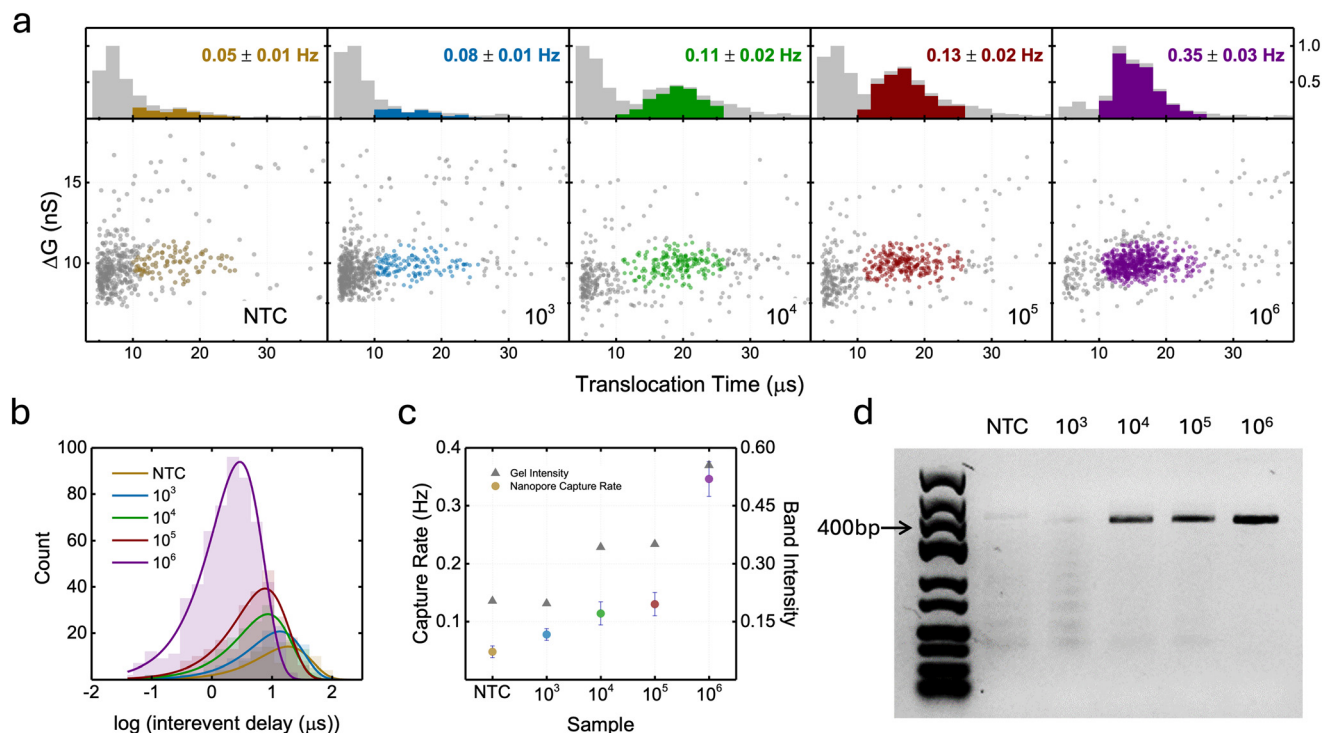 a
0.05 ± 0.01 Hz
0.08 ± 0.01 Hz
0.11 ± 0.02 Hz
0.13 ± 0.02 Hz
0.35 ± 0.03 Hz
1.0
0.5
ΔG (nS)
15
10
NTC
10³
10⁴
10⁵
10⁶
10 20 30 10 20 30 10 20 30 10 20 30 10 20 30
Translocation Time (μs)
b
Count
100
80
60
40
20
NTC
10³
10⁴
10⁵
10⁶
-2 -1 0 1 2
log (interevent delay (μs))
c
Capture Rate (Hz)
0.4
0.3
0.2
0.1
Gel Intensity
Nanopore Capture Rate
0.60
0.45
0.30
0.15
Band Intensity
NTC 10³ 10⁴ 10⁵ 10⁶
Sample
d
NTC 10³ 10⁴ 10⁵ 10⁶
400bp